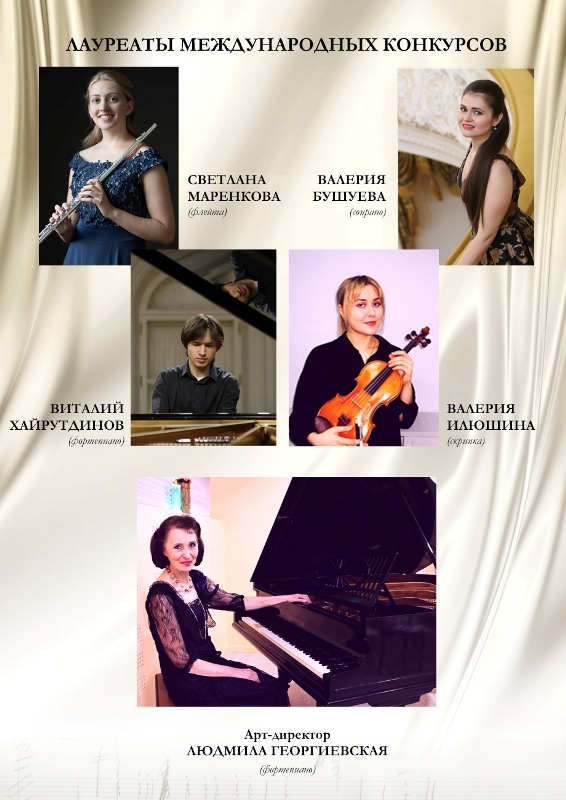 ЛАУРЕАТЫ МЕЖДУНАРОДНЫХ КОНКУРСОВ
СВЕТЛАНА
МАРЕНКОВА
(флейта)
ВАЛЕРИЯ
БУШУЕВА
(сопрано)
ВИТАЛИЙ
ХАЙРУТДИНОВ
(фортепиано)
ВАЛЕРИЯ
ИЛЮШИНА
(скрипка)
Арт-директор
ЛЮДМИЛА ГЕОРГИЕВСКАЯ
(фортепиано)